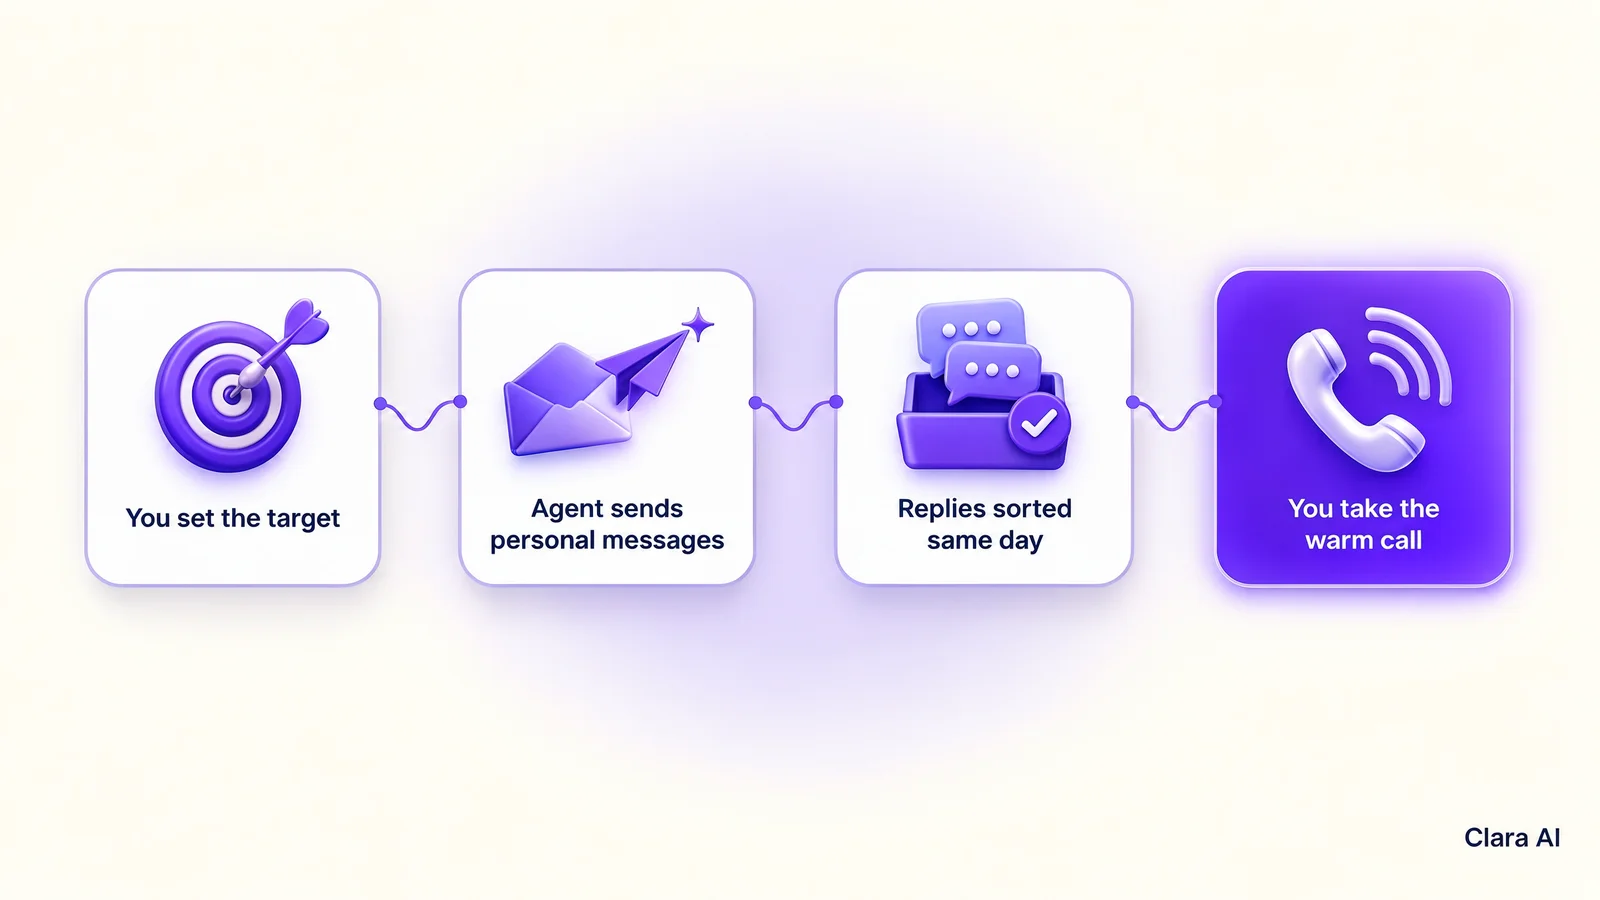 You set the target
Agent sends
personal messages
Replies sorted
same day
You take the
warm call
Clara AI